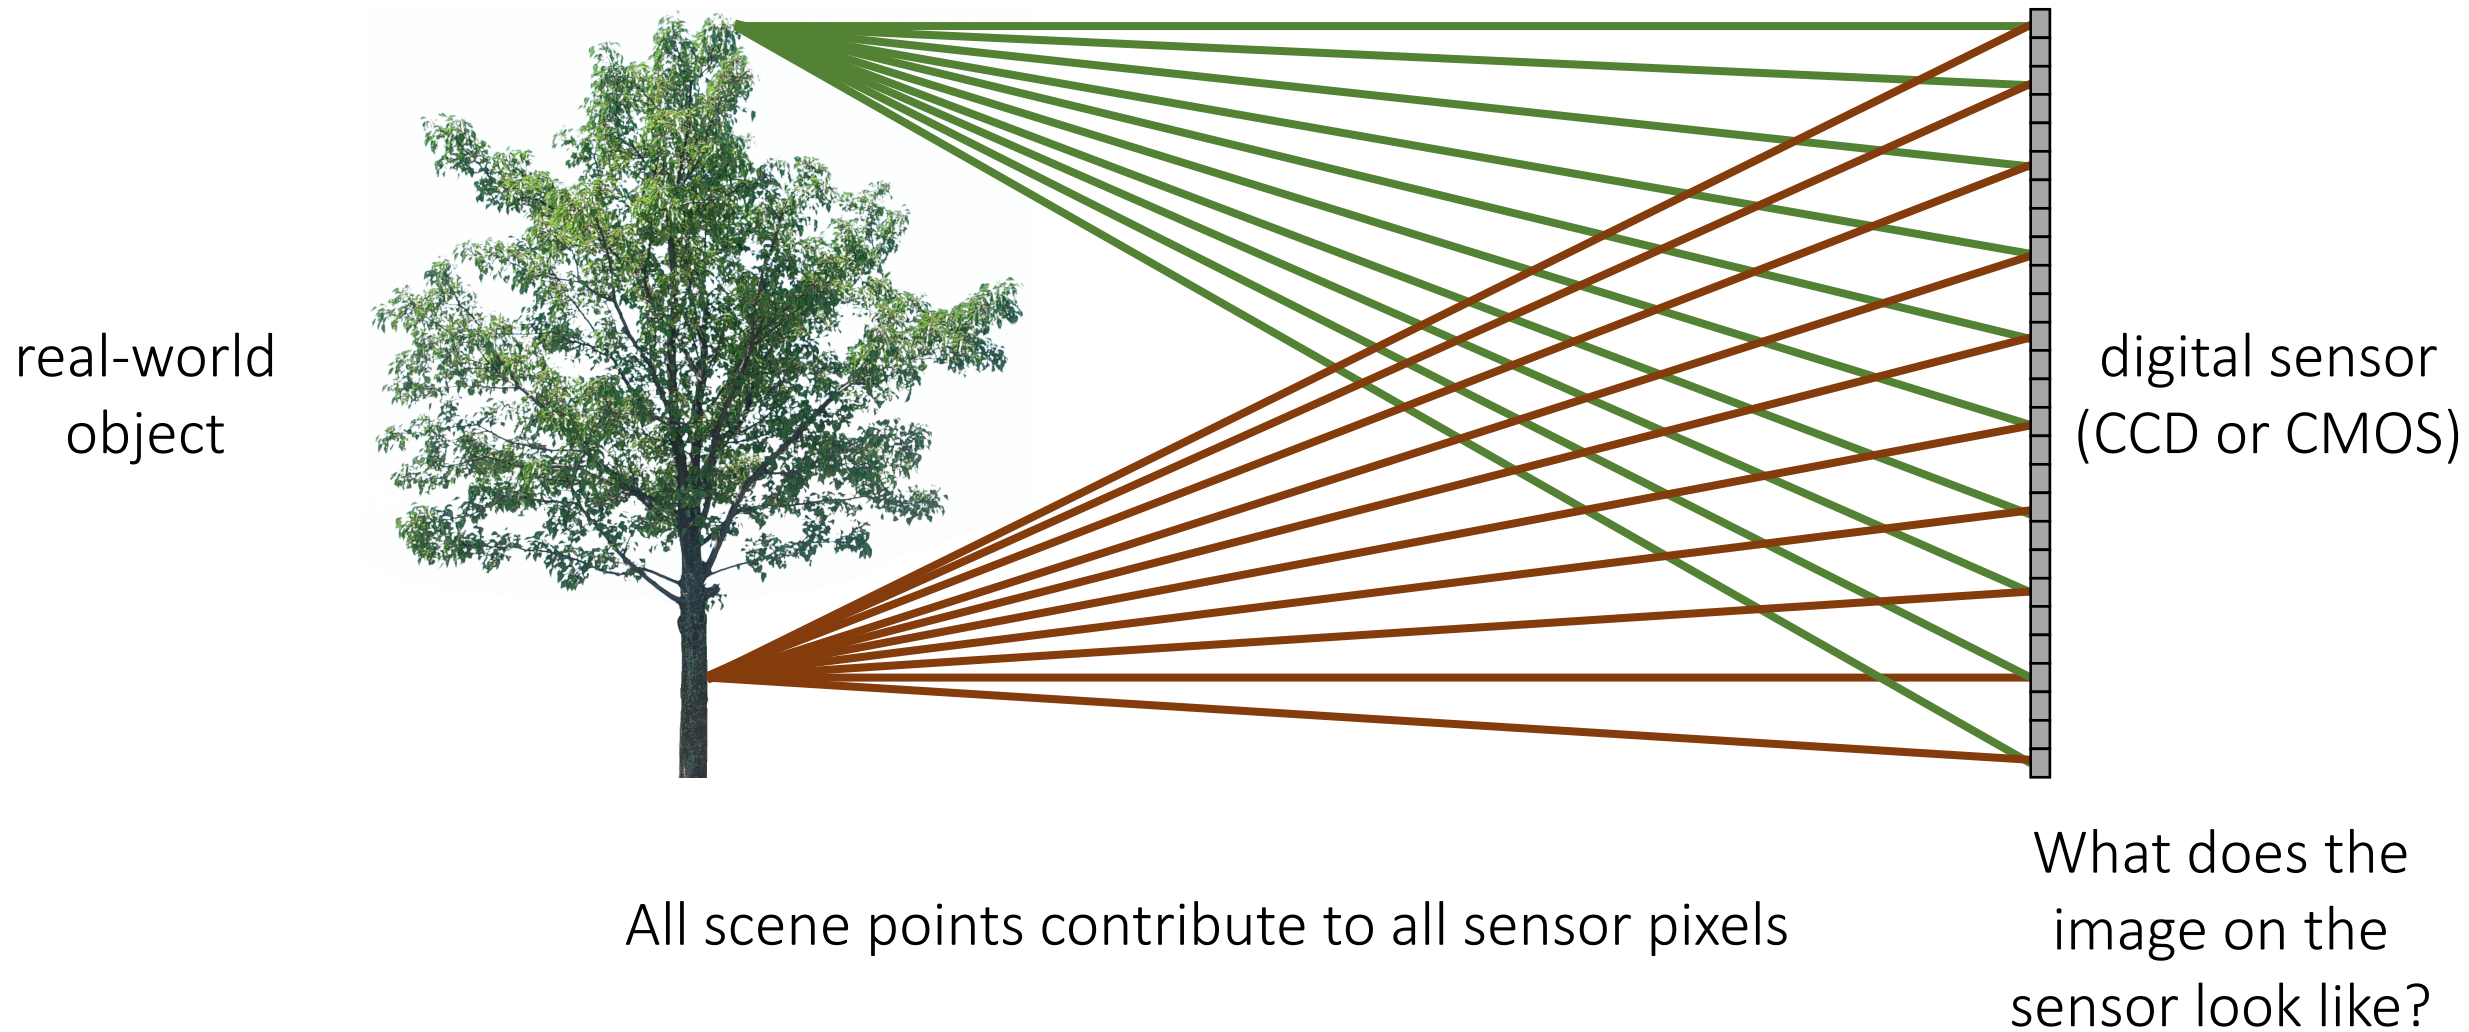 real-world
object
digital sensor
(CCD or CMOS)
All scene points contribute to all sensor pixels
What does the
image on the
sensor look like?